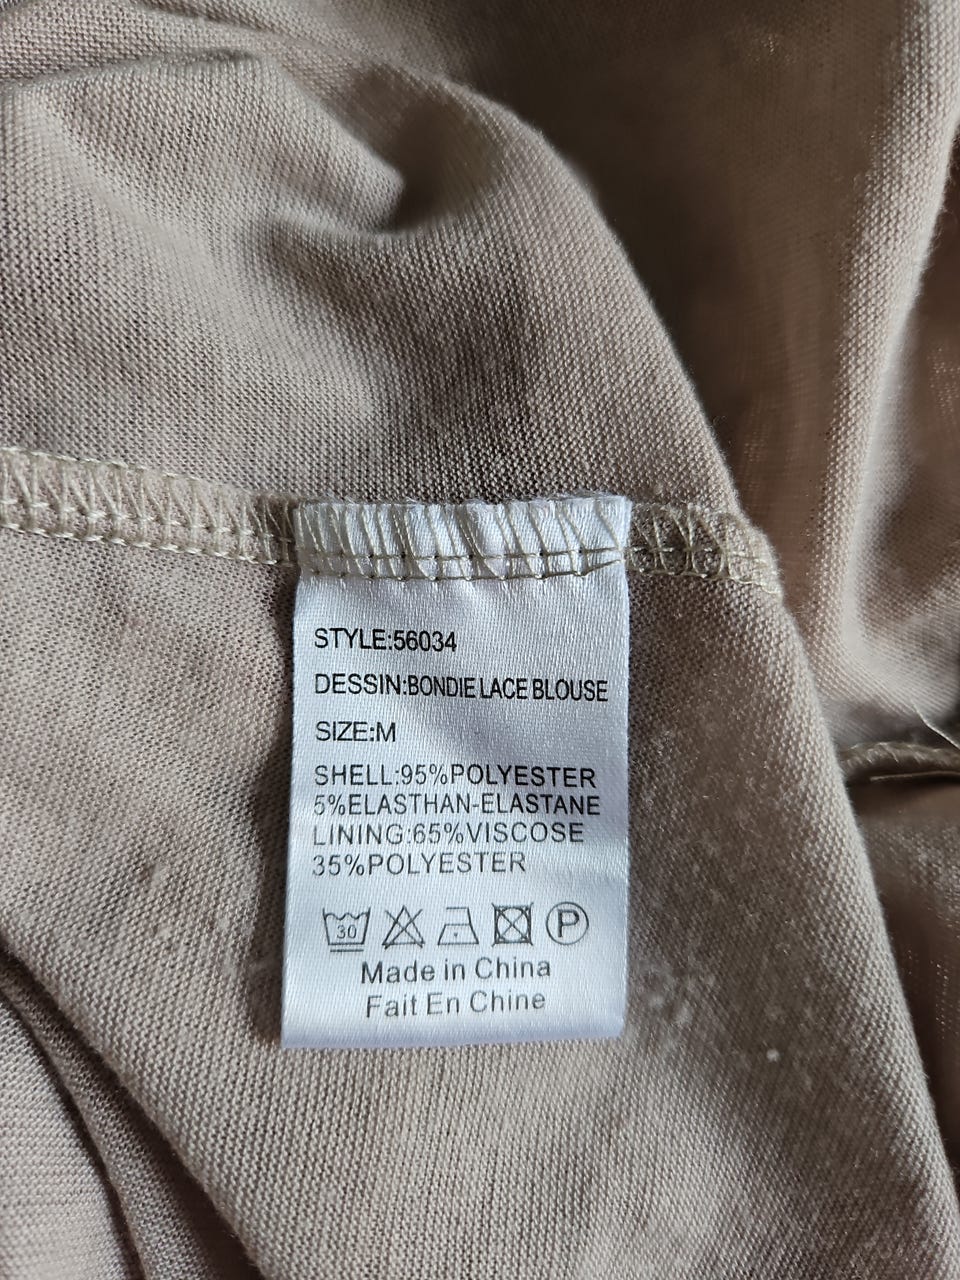 STYLE:56034
DESSIN:BONDIE LACE BLOUSE
SIZE:M
SHELL:95%POLYESTER
5%ELASTHAN-ELASTANE
LINING:65%VISCOSE
35%POLYESTER
30 P
Made in China
Fait En Chine